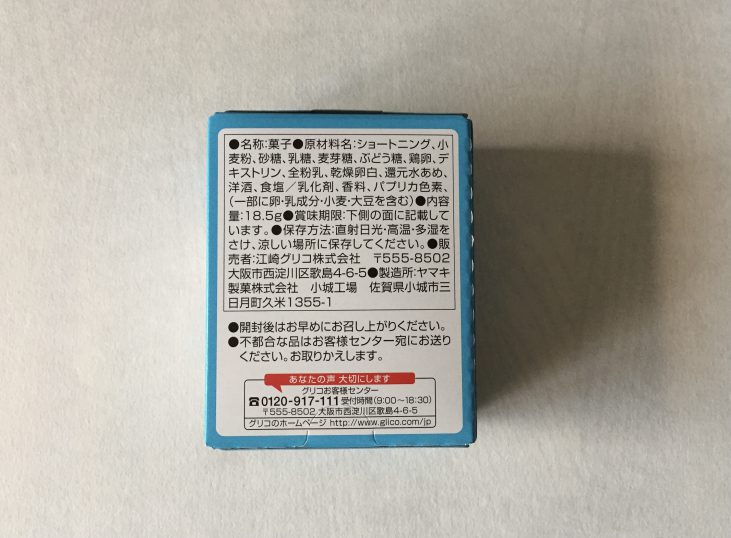 ●名称:菓子●原材料名:ショートニング、小
麦粉、砂糖、乳糖、麦芽糖、ぶどう糖、鶏卵、デ
キストリン、全粉乳、乾燥卵白、還元水あめ、
洋酒、食塩／乳化剤、香料、パプリカ色素、
（一部に卵・乳成分・小麦・大豆を含む）●内容
量:18.5g●賞味期限:下側の面に記載して
います。●保存方法:直射日光・高温・多湿を
さけ、涼しい場所に保存してください。●販
売者:江崎グリコ株式会社　〒555-8502
大阪市西淀川区歌島4-6-5●製造所:ヤマキ
製菓株式会社　小城工場　佐賀県小城市三
日月町久米1355-1
●開封後はお早めにお召し上がりください。
●不都合な品はお客様センター宛にお送り
ください。お取りかえします。
あなたの声 大切にします
グリコお客様センター
☎0120-917-111 受付時間(9:00～18:30)
〒555-8502 大阪市西淀川区歌島4-6-5
グリコのホームページ http://www.glico.com/jp